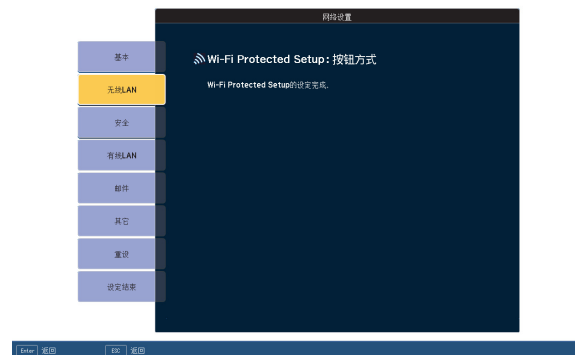 网络设置
基本
无线LAN
安全
有线LAN
邮件
其它
重设
设定结束
Wi-Fi Protected Setup: 按钮方式
Wi-Fi Protected Setup的设定完成.
Enter 返回 ESC 返回